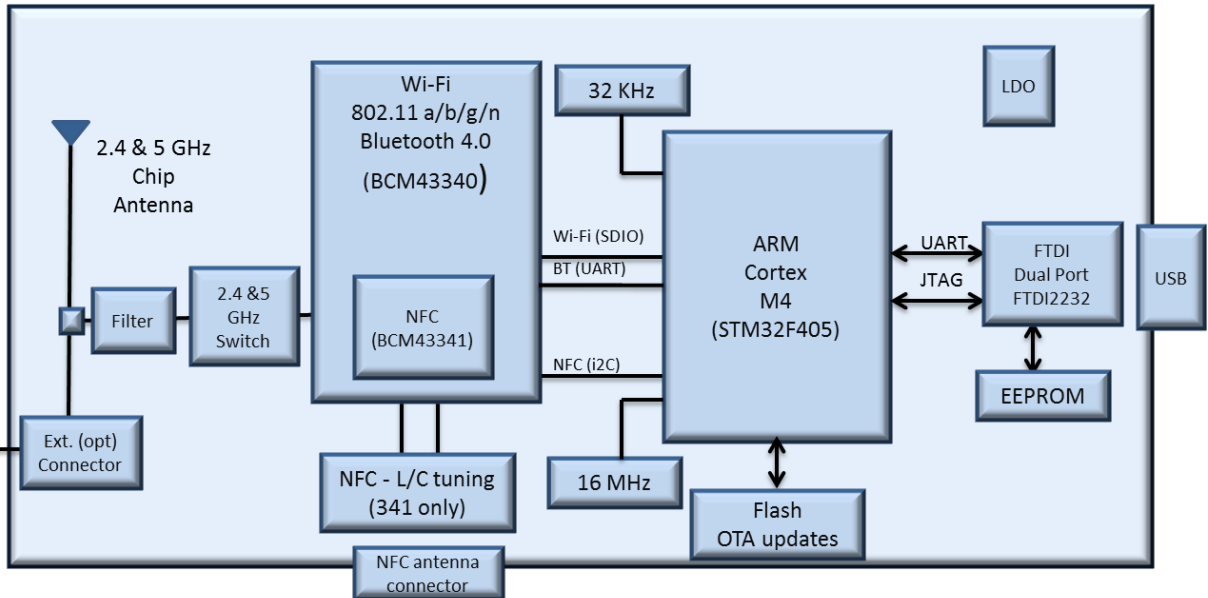 Wi-Fi
802.11 a/b/g/n
Bluetooth 4.0
(BCM43340)
32 KHz
LDO
2.4 & 5 GHz
Chip
Antenna
Wi-Fi (SDIO)
BT (UART)
ARM
Cortex
M4
(STM32F405)
UART
JTAG
FTDI
Dual Port
FTDI2232
USB
Filter
2.4 &5
GHz
Switch
NFC
(BCM43341)
NFC (i2C)
EEPROM
Ext. (opt)
Connector
NFC - L/C tuning
(341 only)
16 MHz
Flash
OTA updates
NFC antenna
connector